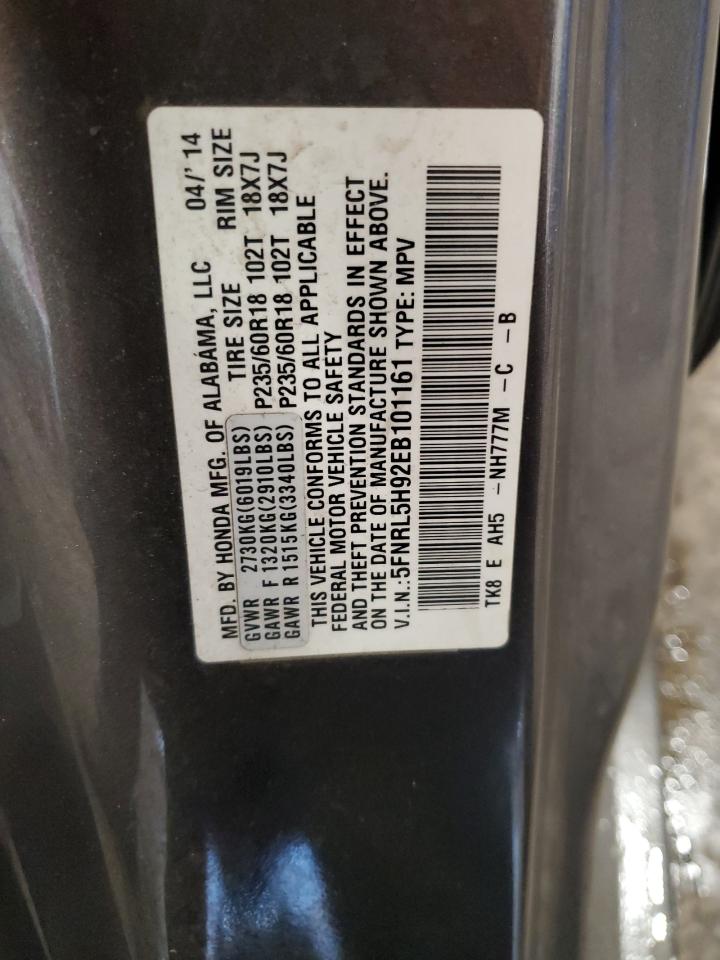 MFD. BY HONDA MFG. OF ALABAMA, LLC 04/'14
GVWR 2730KG(6019LBS) TIRE SIZE RIM SIZE
GAWR F 1320KG(2910LBS) P235/60R18 102T 18X7J
GAWR R 1515KG(3340LBS) P235/60R18 102T 18X7J
THIS VEHICLE CONFORMS TO ALL APPLICABLE
FEDERAL MOTOR VEHICLE SAFETY
AND THEFT PREVENTION STANDARDS IN EFFECT
ON THE DATE OF MANUFACTURE SHOWN ABOVE.
V.I.N.:5FNRL5H92EB101161 TYPE: MPV
TK8 E AH5 -NH777M -C -B